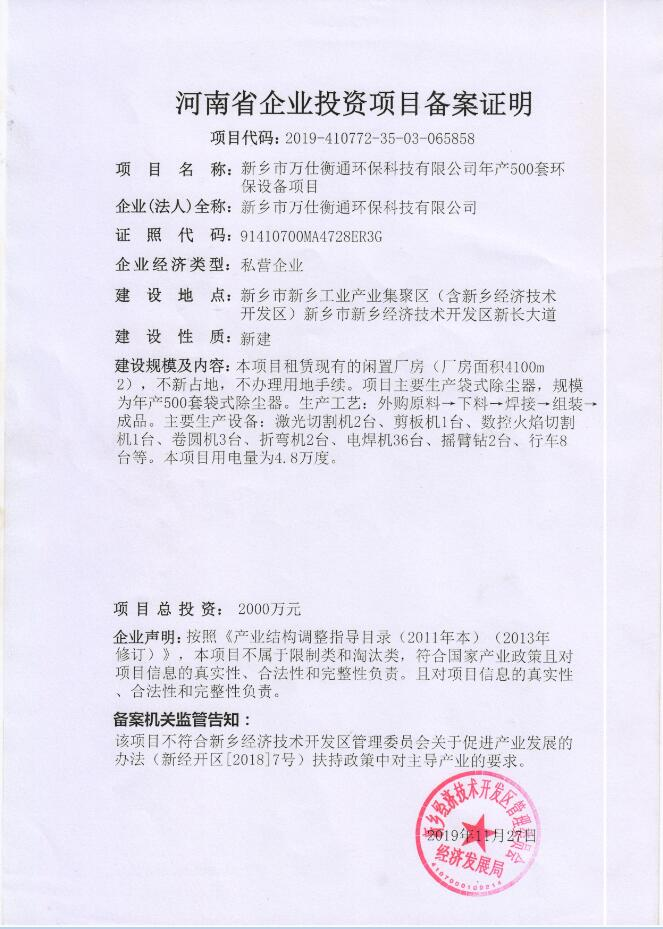 河南省企业投资项目备案证明
项目代码：2019-410772-35-03-065858
项目名称：新乡市万仕衡通环保科技有限公司年产500套环
保设备项目
企业(法人)全称：新乡市万仕衡通环保科技有限公司
证照代码：91410700MA4728ER3G
企业经济类型：私营企业
建设地点：新乡市新乡工业产业集聚区（含新乡经济技术
开发区）新乡市新乡经济技术开发区新长大道
建设性质：新建
建设规模及内容：本项目租赁现有的闲置厂房（厂房面积4100m
2），不新占地，不办理用地手续。项目主要生产袋式除尘器，规模
为年产500套袋式除尘器。生产工艺：外购原料→下料→焊接→组装→
成品。主要生产设备：激光切割机2台、剪板机1台、数控火焰切割
机1台、卷圆机3台、折弯机2台、电焊机36台、摇臂钻2台、行车8
台等。本项目用电量为4.8万度。
项目总投资：2000万元
企业声明：按照《产业结构调整指导目录（2011年本）（2013年
修订）》，本项目不属于限制类和淘汰类，符合国家产业政策且对
项目信息的真实性、合法性和完整性负责。且对项目信息的真实性
、合法性和完整性负责。
备案机关监管告知：
该项目不符合新乡经济技术开发区管理委员会关于促进产业发展的
办法（新经开区[2018]7号）扶持政策中对主导产业的要求。
新乡经济技术开发区管理委员会
2019年11月27日
经济发展局
4107000109214